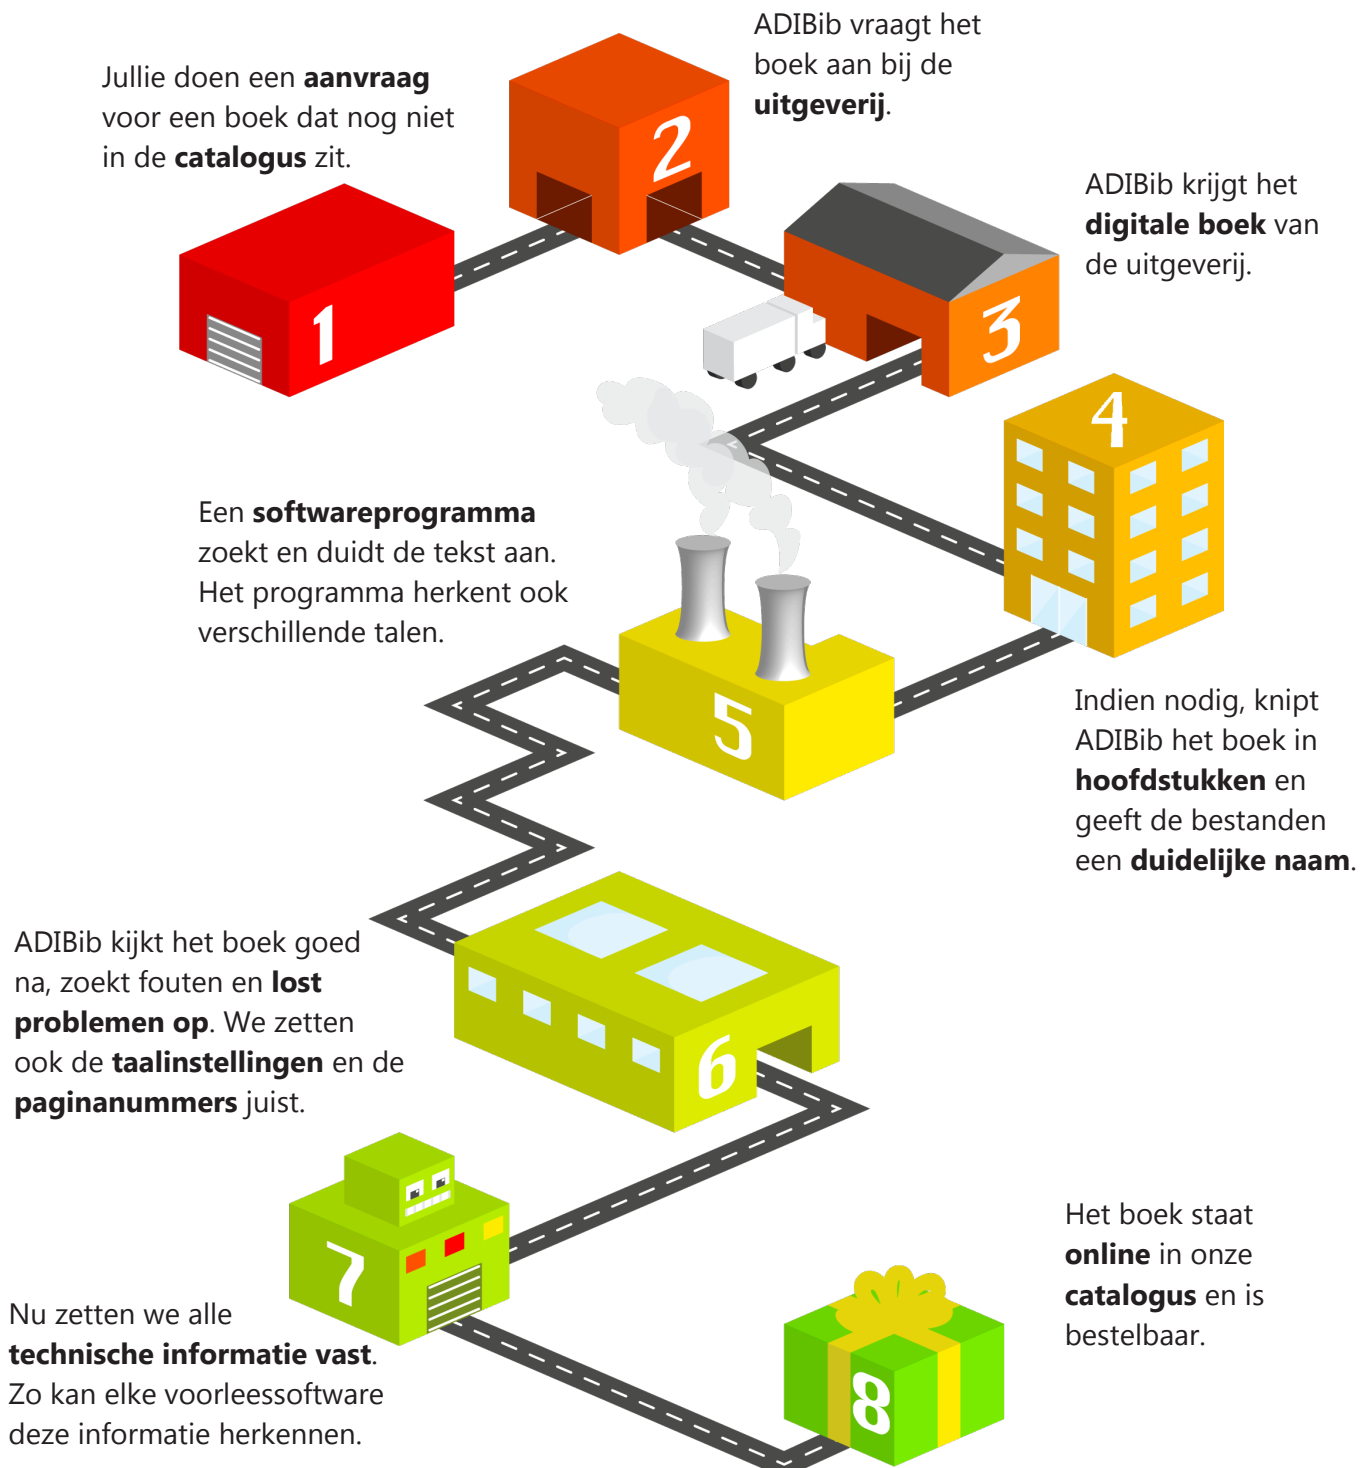 Jullie doen een aanvraag
voor een boek dat nog niet
in de catalogus zit.
1
2
ADIBib vraagt het
boek aan bij de
uitgeverij.
3
ADIBib krijgt het
digitale boek van
de uitgeverij.
4
Indien nodig, knipt
ADIBib het boek in
hoofdstukken en
geeft de bestanden
een duidelijke naam.
Een softwareprogramma
zoekt en duidt de tekst aan.
Het programma herkent ook
verschillende talen.
5
ADIBib kijkt het boek goed
na, zoekt fouten en lost
problemen op. We zetten
ook de taalinstellingen en de
paginanummers juist.
6
7
Nu zetten we alle
technische informatie vast.
Zo kan elke voorleessoftware
deze informatie herkennen.
Het boek staat
online in onze
catalogus en is
bestelbaar.
8